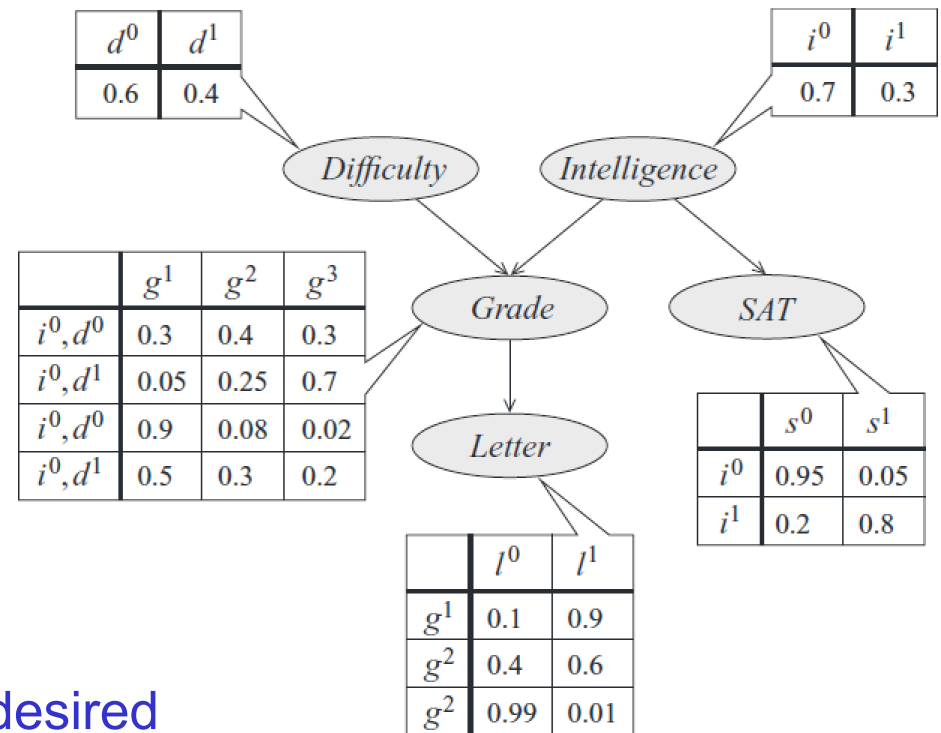 d⁰ d¹
0.6 0.4
i⁰ i¹
0.7 0.3
Difficulty
Intelligence
g¹ g² g³
i⁰,d⁰ 0.3 0.4 0.3
i⁰,d¹ 0.05 0.25 0.7
i⁰,d⁰ 0.9 0.08 0.02
i⁰,d¹ 0.5 0.3 0.2
Grade
SAT
Letter
s⁰ s¹
i⁰ 0.95 0.05
i¹ 0.2 0.8
l⁰ l¹
g¹ 0.1 0.9
g² 0.4 0.6
g² 0.99 0.01
desired